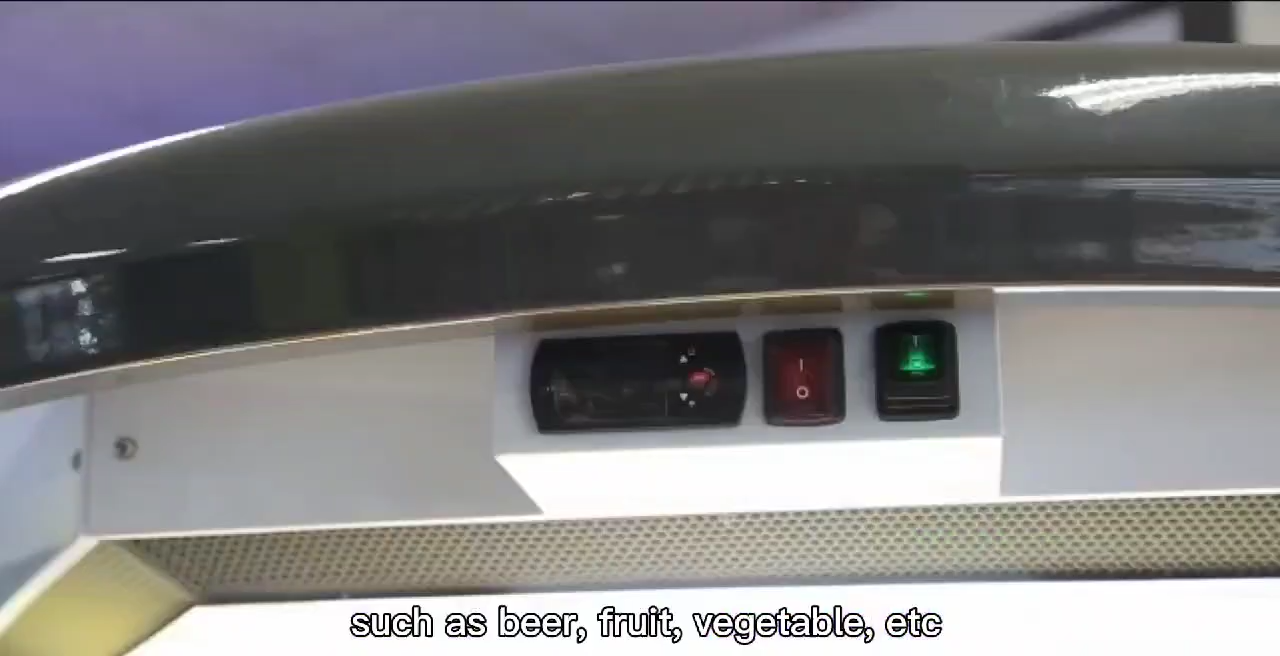 I
O
such as beer, fruit, vegetable, etc